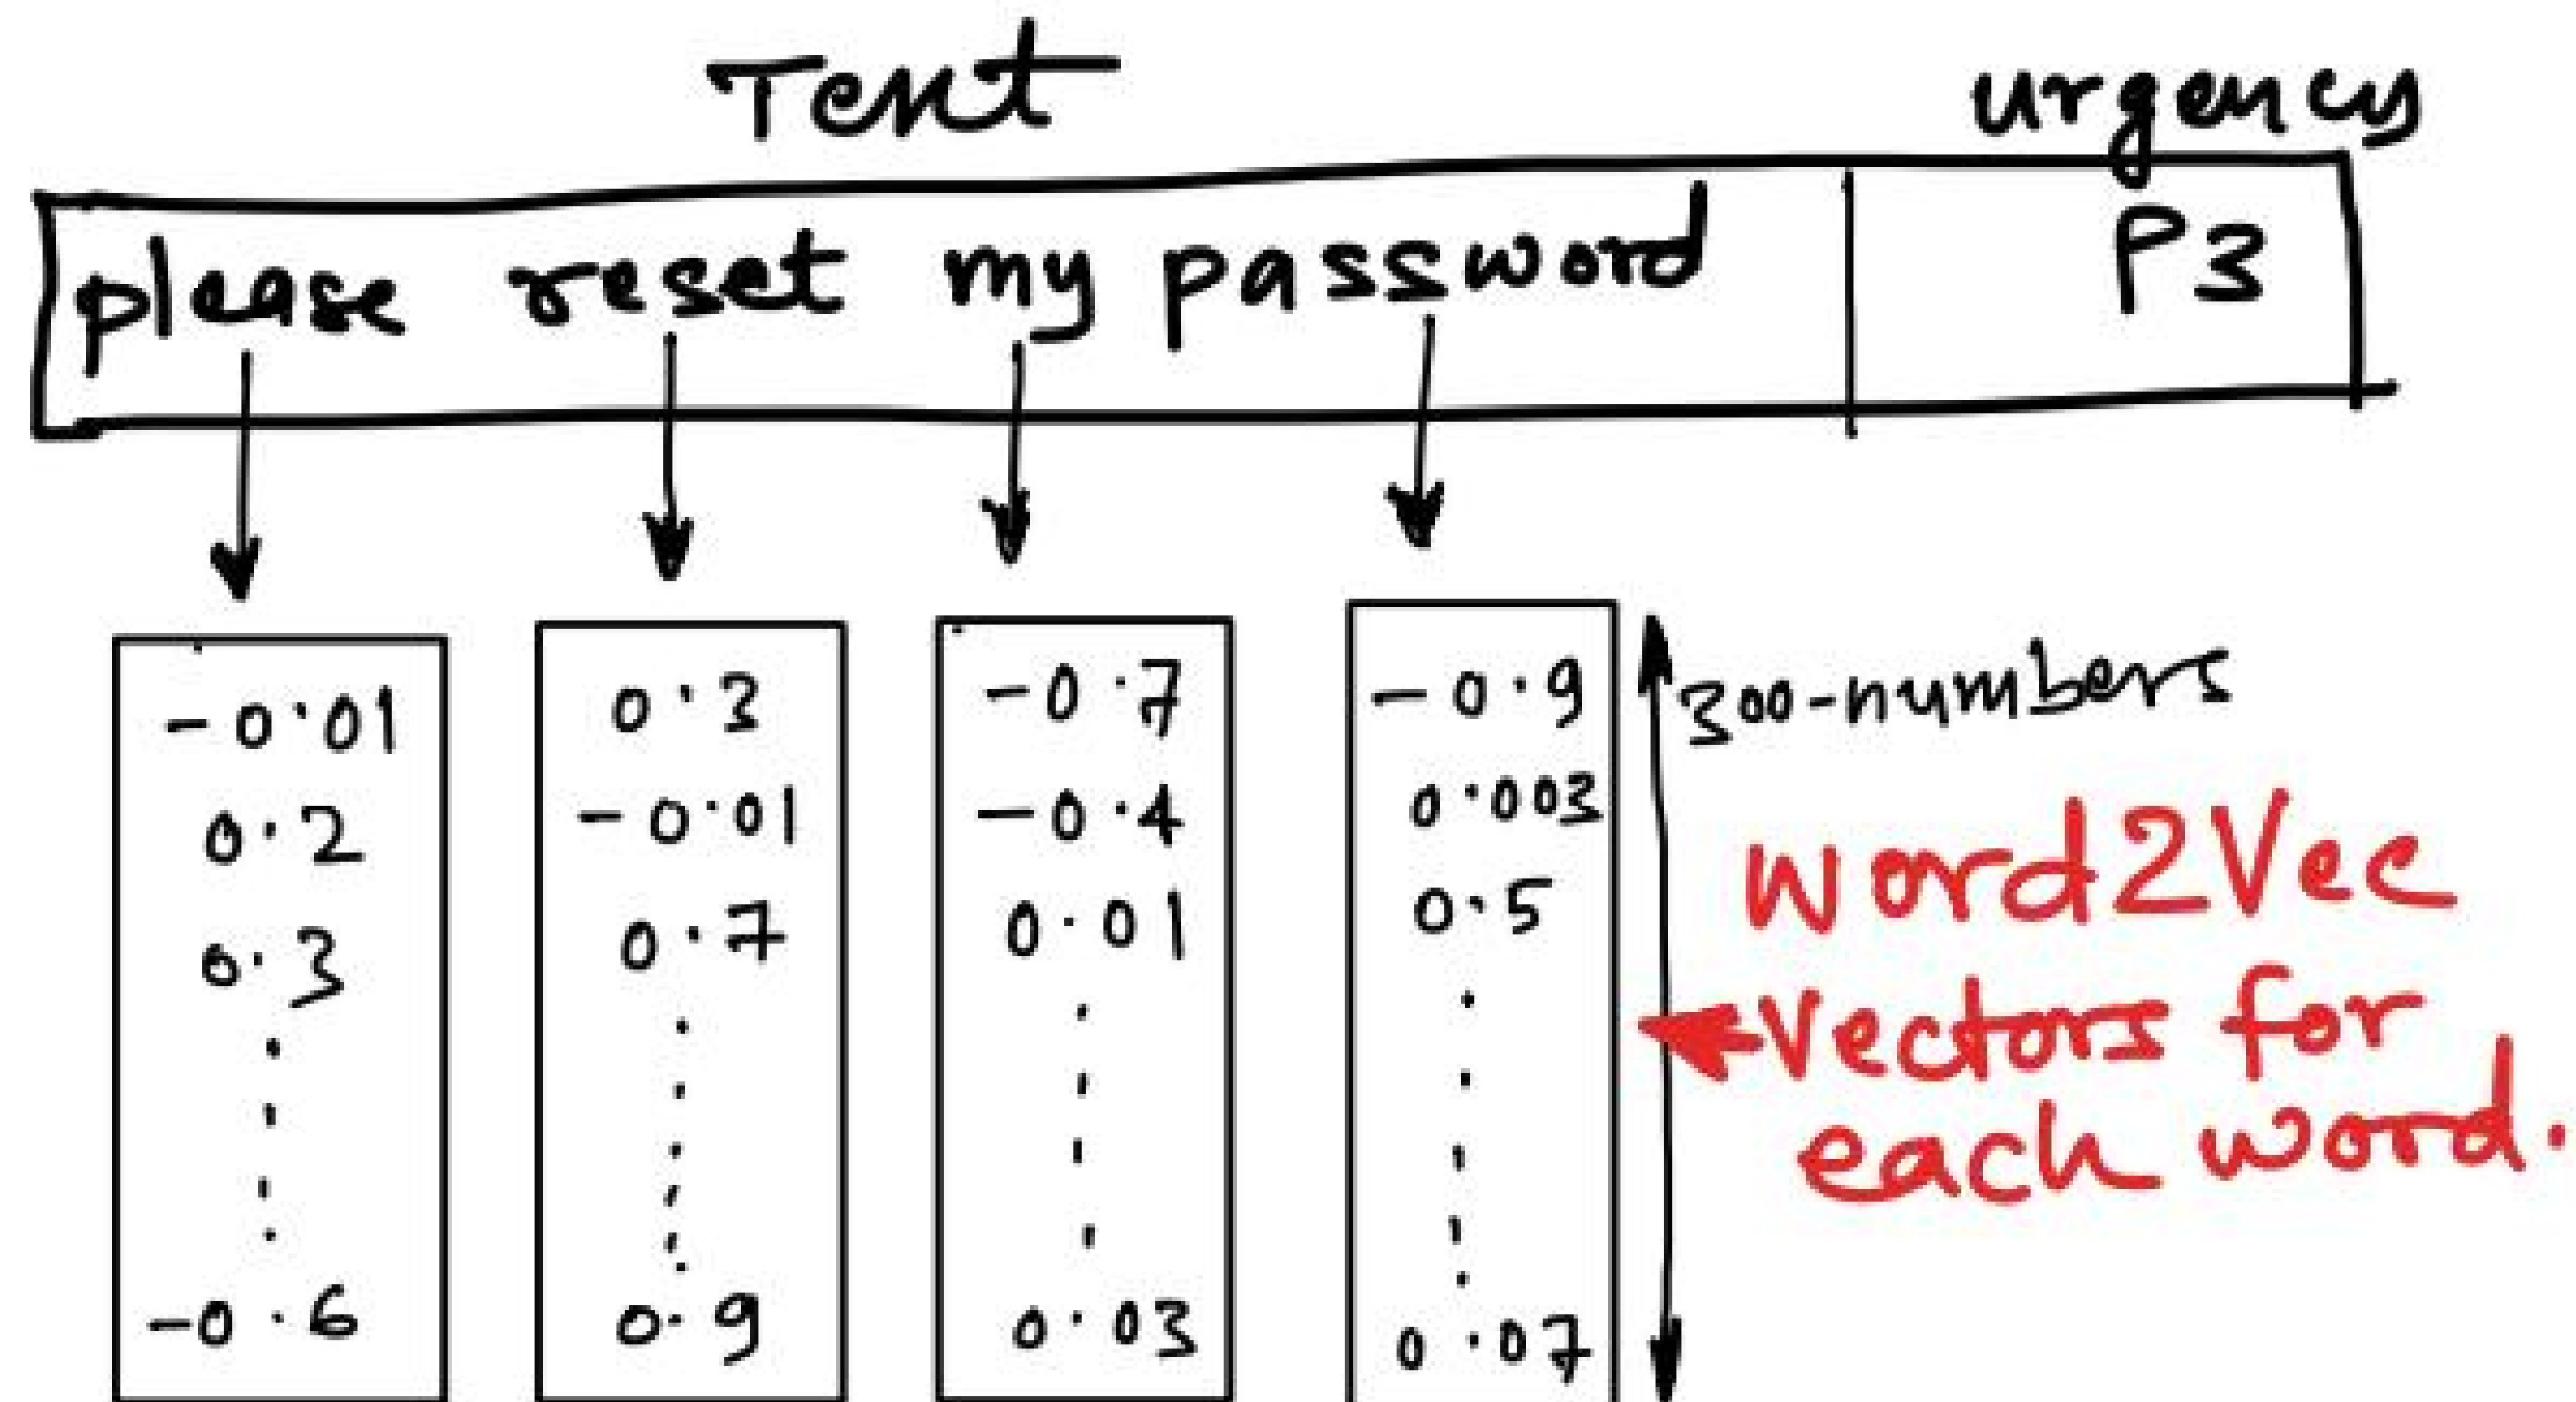 Text urgency
please reset my password P3
-0.01 0.3 -0.7 -0.9 300-numbers
0.2 -0.01 -0.4 0.003
0.3 0.7 0.01 0.5
-0.6 0.9 0.03 0.07
Word2Vec
Vectors for
each word.